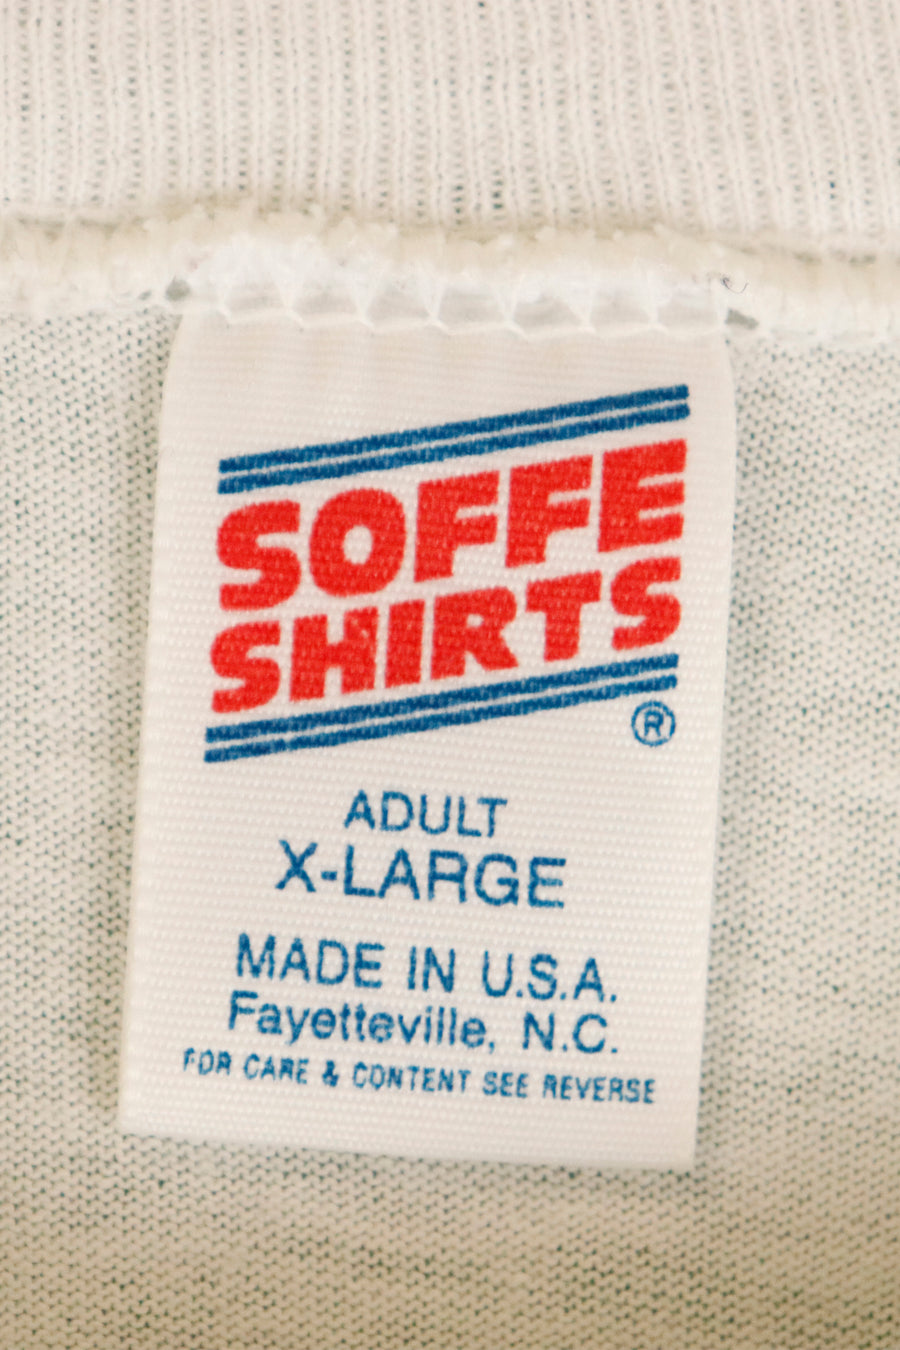 SOFFE
SHIRTS
®
ADULT
X-LARGE
MADE IN U.S.A.
Fayetteville, N.C.
FOR CARE & CONTENT SEE REVERSE